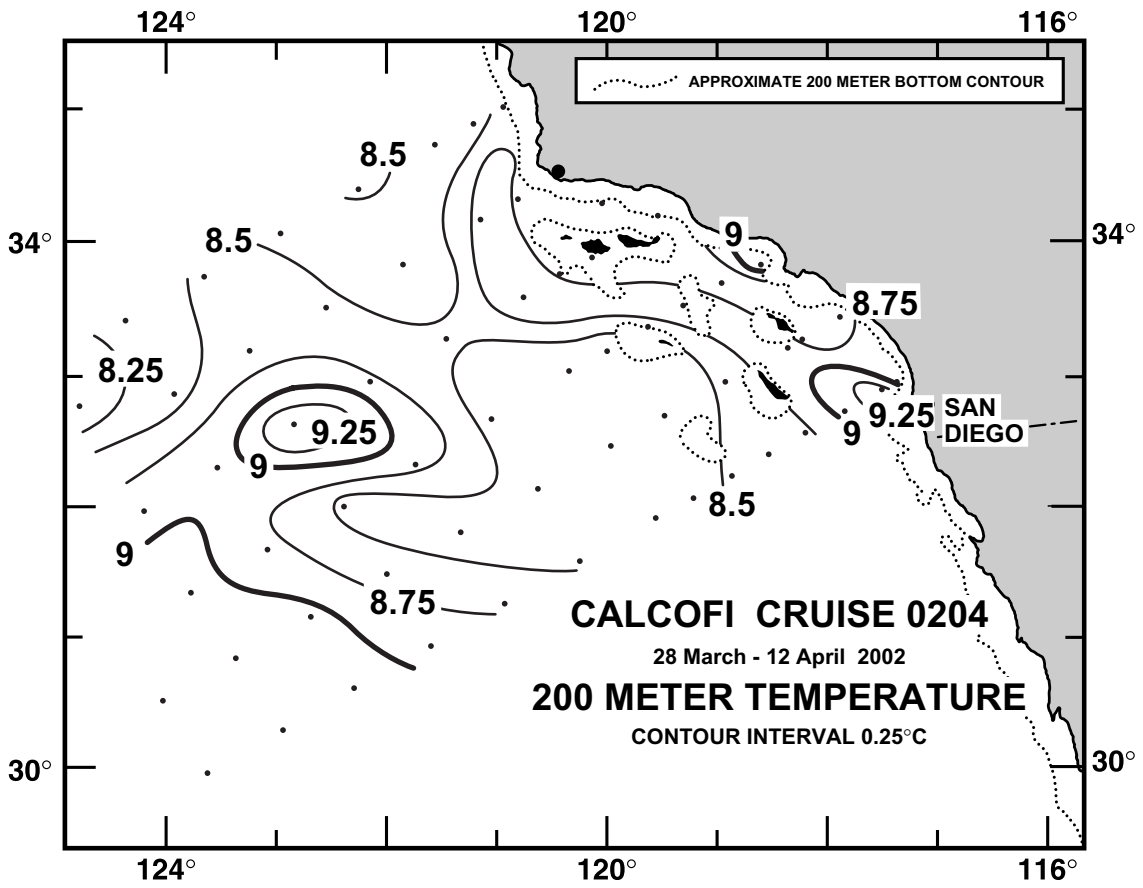 124° 120° 116°
APPROXIMATE 200 METER BOTTOM CONTOUR
8.5
34° 8.5 9 34°
8.75
8.25
9.25 9.25 SAN
9 9 DIEGO
8.5
9
8.75
CALCOFI CRUISE 0204
28 March - 12 April 2002
200 METER TEMPERATURE
CONTOUR INTERVAL 0.25°C
30° 30°
124° 120° 116°